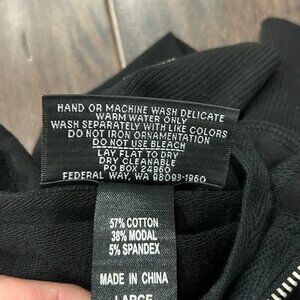 HAND OR MACHINE WASH DELICATE
WARM WATER ONLY
WASH SEPARATELY WITH LIKE COLORS
DO NOT IRON ORNAMENTATION
DO NOT USE BLEACH
LAY FLAT TO DRY
DRY CLEANABLE
PO BOX 24960
FEDERAL WAY, WA 98093-1960
57% COTTON
38% MODAL
5% SPANDEX
MADE IN CHINA
LARGE